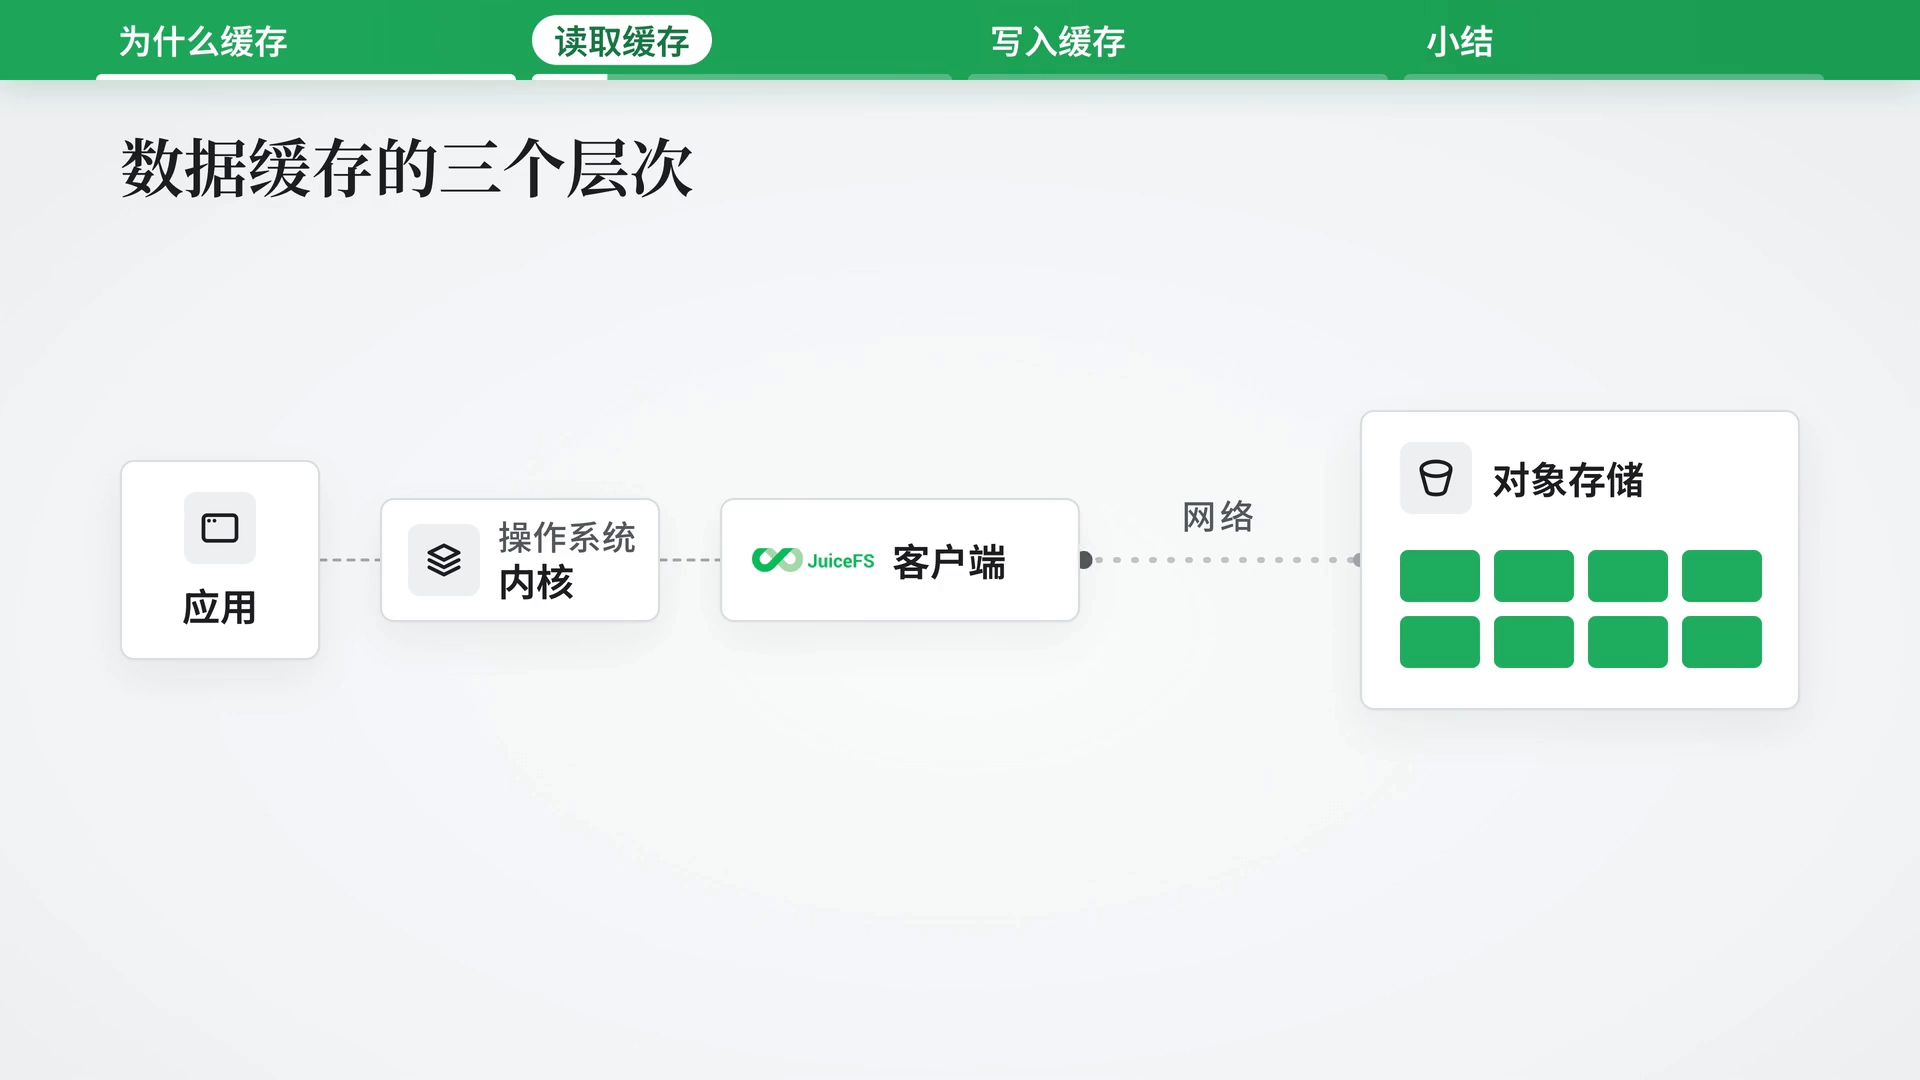 为什么缓存
读取缓存
写入缓存
小结
数据缓存的三个层次
应用
操作系统
内核
JuiceFS 客户端
网络
对象存储